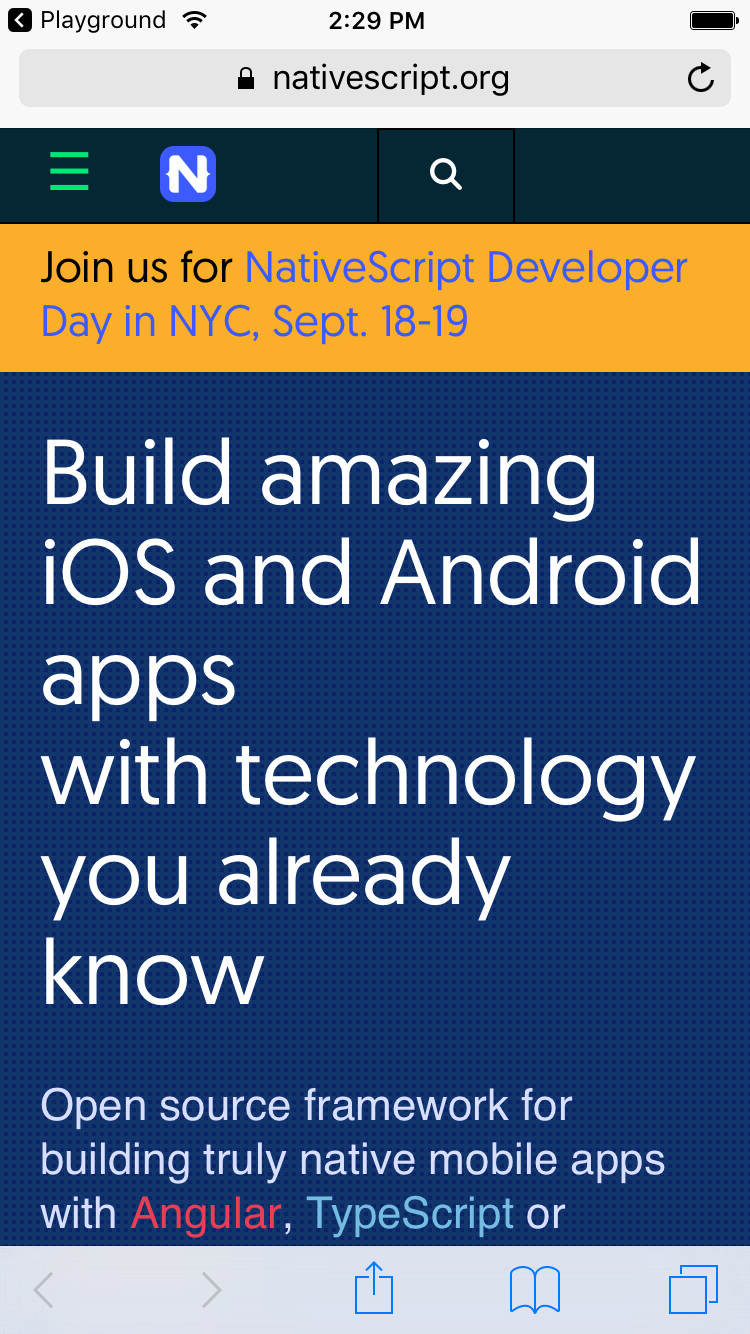 Playground 2:29 PM
nativescript.org
N
Join us for NativeScript Developer
Day in NYC, Sept. 18-19
Build amazing
iOS and Android
apps
with technology
you already
know
Open source framework for
building truly native mobile apps
with Angular, TypeScript or